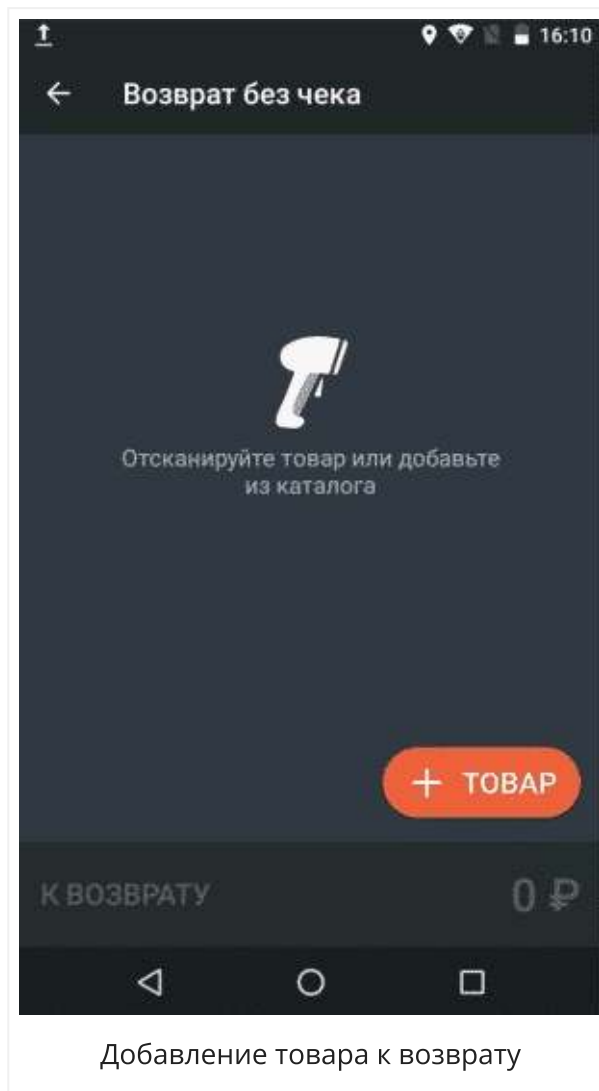 16:10
Возврат без чека
Отсканируйте товар или добавьте
из каталога
+ ТОВАР
К ВОЗВРАТУ 0 ₽
Добавление товара к возврату